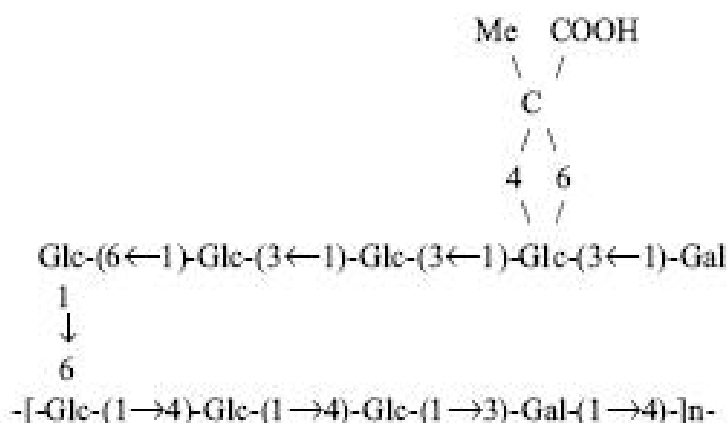 Me COOH
C
4 6
Glc-(6←1)-Glc-(3←1)-Glc-(3←1)-Glc-(3←1)-Gal
1
↓
6
-[-Glc-(1→4)-Glc-(1→4)-Glc-(1→3)-Gal-(1→4)-]n-